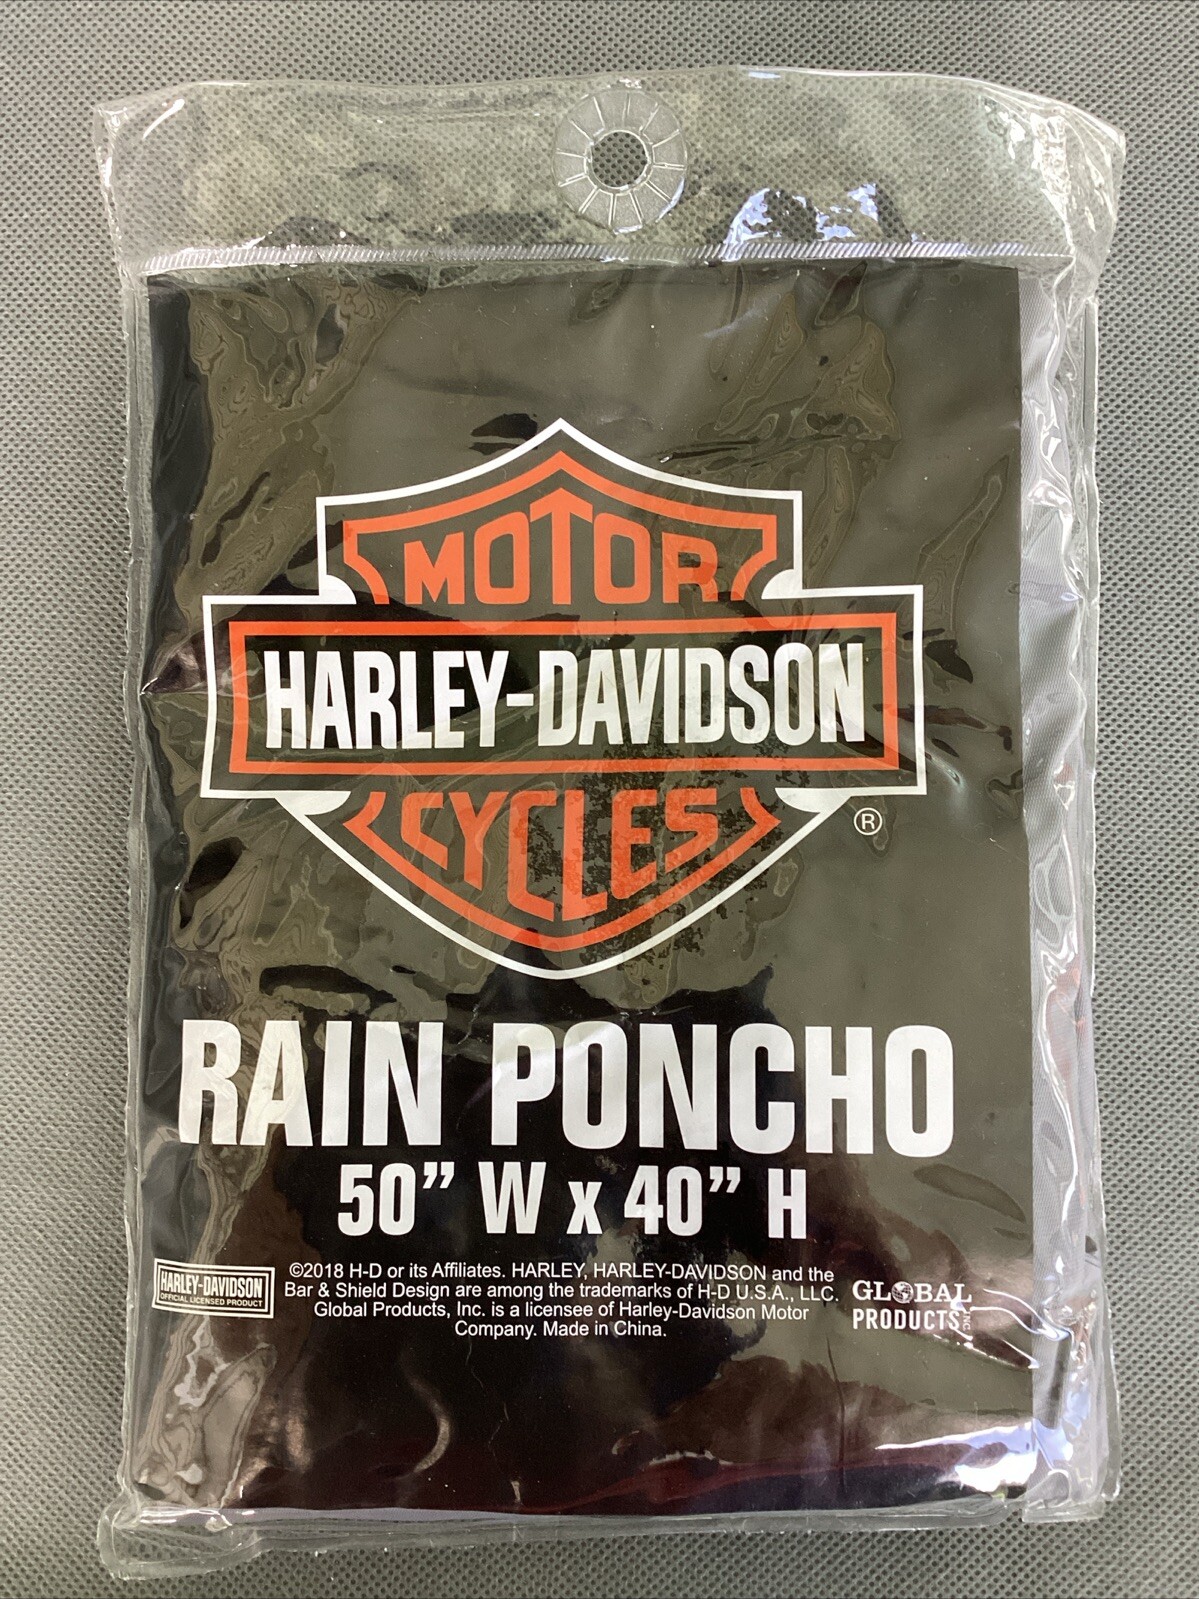 MOTOR
HARLEY-DAVIDSON
CYCLES
®
RAIN PONCHO
50” W x 40” H
HARLEY-DAVIDSON
OFFICIAL LICENSED PRODUCT
©2018 H-D or its Affiliates. HARLEY, HARLEY-DAVIDSON and the
Bar & Shield Design are among the trademarks of H-D U.S.A., LLC.
Global Products, Inc. is a licensee of Harley-Davidson Motor
Company. Made in China.
GLOBAL
PRODUCTS INC